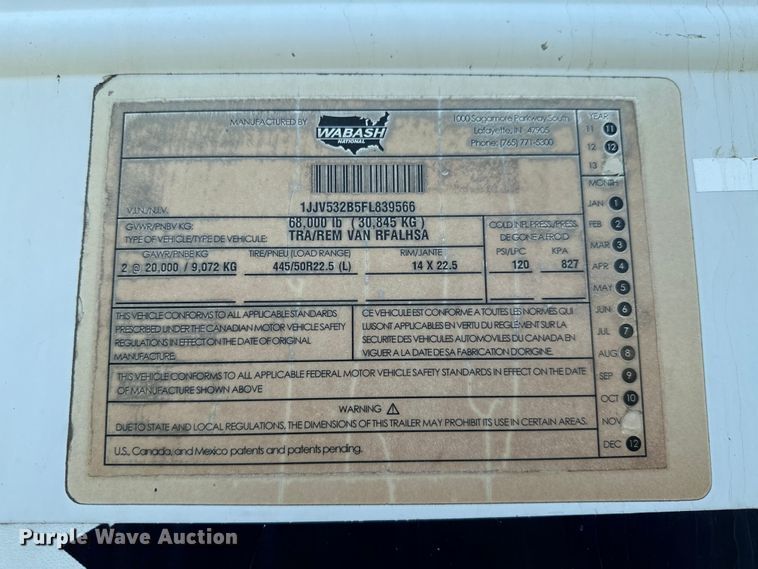 MANUFACTURED BY
WABASH
NATIONAL
1000 Sagamore Parkway South
Lafayette, IN 47905
Phone: (765) 771-5300
V.I.N./N.I.V.
1JJV532B5FL839566
GVWR/PNBV KG: 68,000 lb (30,845 KG)
TYPE OF VEHICLE/TYPE DE VEHICULE: TRA/REM VAN RFALHSA
COLD INFL.PRESS/PRESS.
DE GONF A FROID
GAWR/PNBE KG TIRE/PNEU (LOAD RANGE) RIM/JANTE PSI/LPC KPA
2 @ 20,000 / 9,072 KG 445/50R22.5 (L) 14 X 22.5 120 827
THIS VEHICLE CONFORMS TO ALL APPLICABLE STANDARDS
PRESCRIBED UNDER THE CANADIAN MOTOR VEHICLE SAFETY
REGULATIONS IN EFFECT ON THE DATE OF ORIGINAL
MANUFACTURE.
CE VEHICULE EST CONFORME A TOUTES LES NORMES QUI
LUI SONT APPLICABLES EN VERTU DU REGLEMENT SUR LA
SECURITE DES VEHICULES AUTOMOBILES DU CANADA EN
VIGUER A LA DATE DE SA FABRICATION D'ORIGINE.
THIS VEHICLE CONFORMS TO ALL APPLICABLE FEDERAL MOTOR VEHICLE SAFETY STANDARDS IN EFFECT ON THE DATE
OF MANUFACTURE SHOWN ABOVE
WARNING
DUE TO STATE AND LOCAL REGULATIONS, THE DIMENSIONS OF THIS TRAILER MAY PROHIBIT ITS USE IN CERTAIN AREAS.
U.S., Canada, and Mexico patents and patents pending.
YEAR
11 11
12 12
13
MONTH
JAN 1
FEB 2
MAR 3
APR 4
MAY 5
JUN 6
JUL 7
AUG 8
SEP 9
OCT 10
NOV
DEC 12
Purple Wave Auction